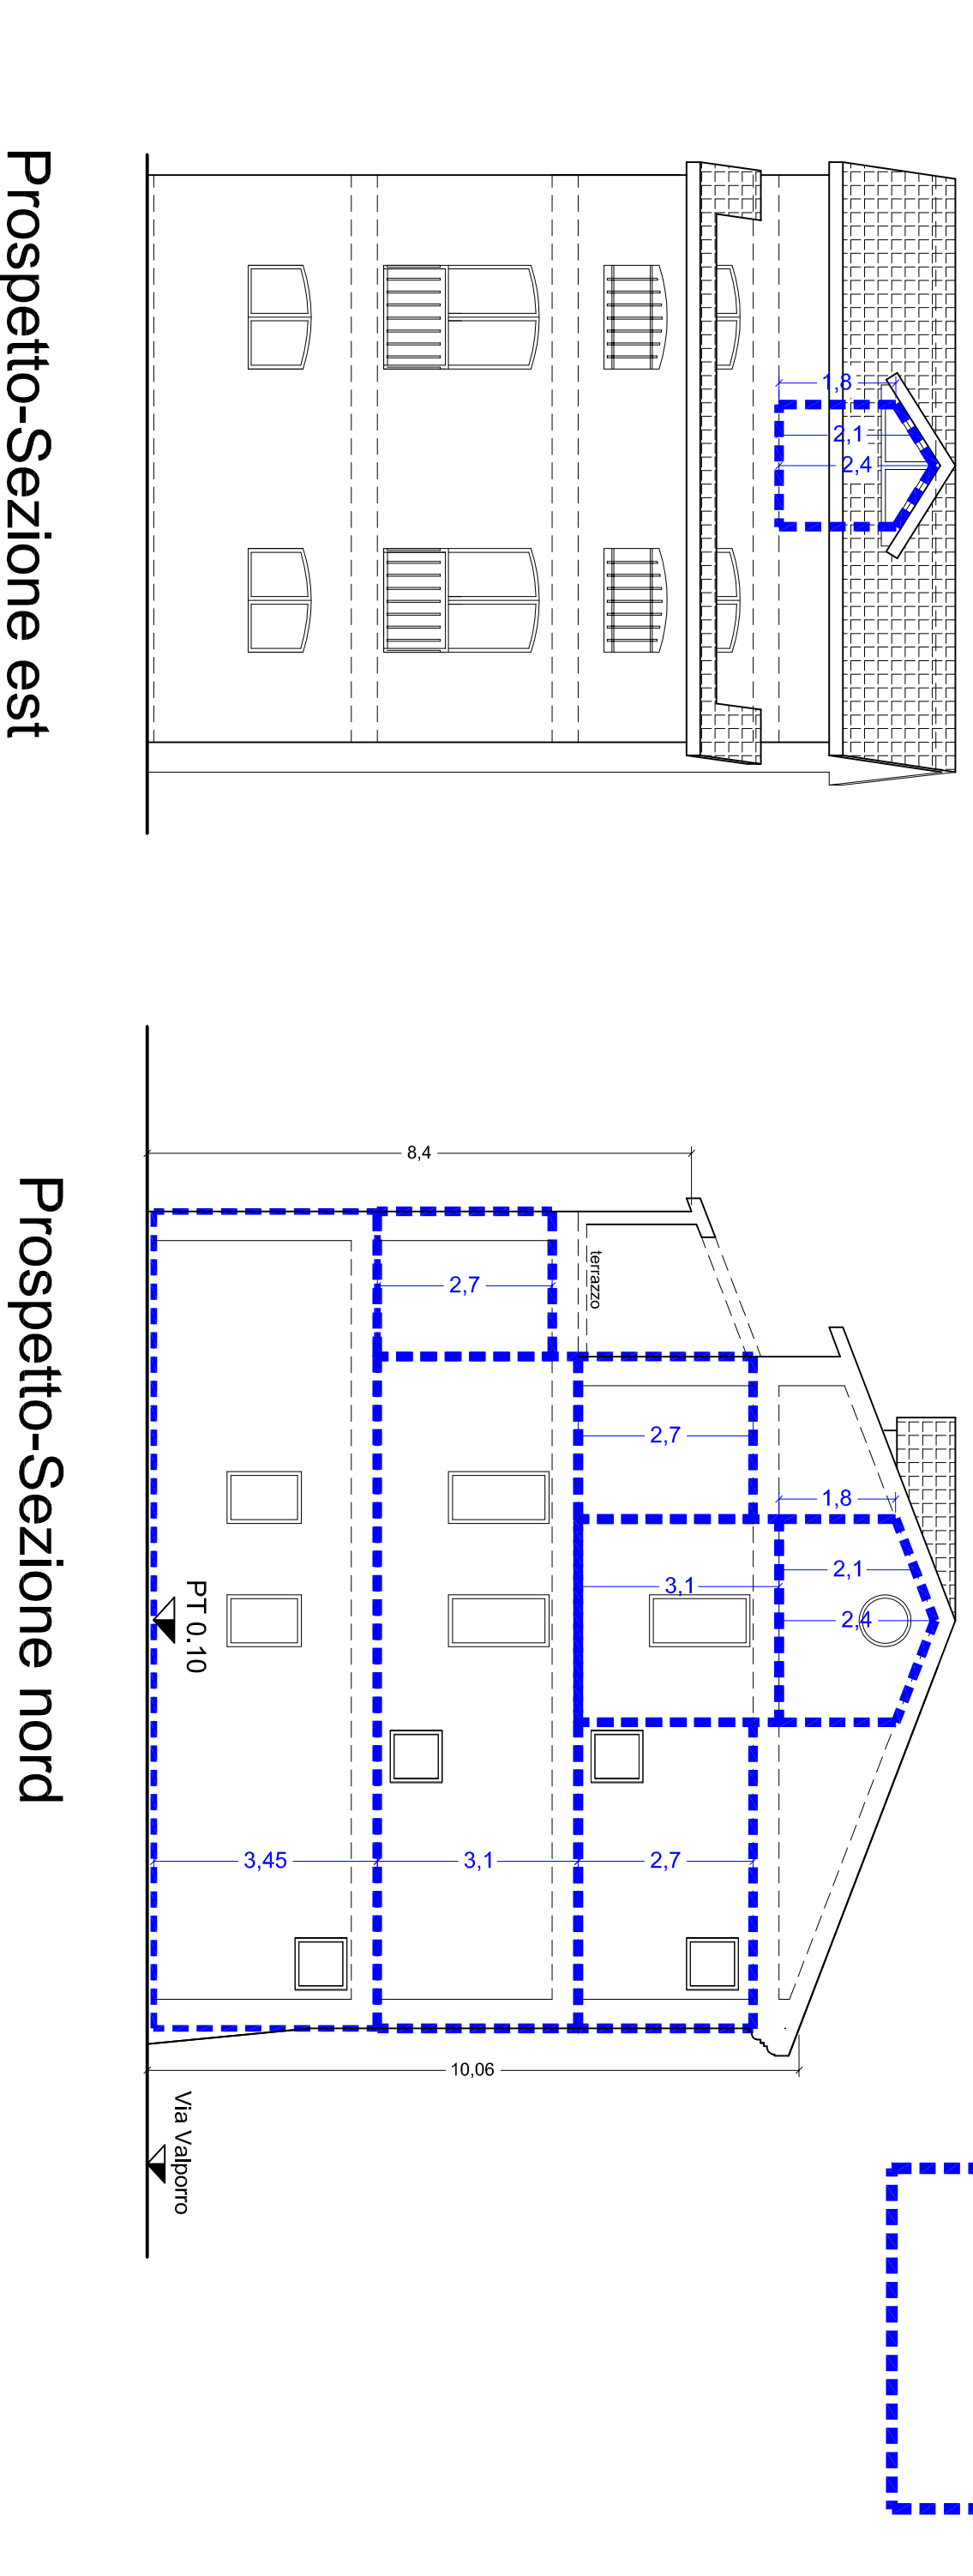 Prospetto-Sezione est
1,8
2,1
2,4
Prospetto-Sezione nord
8,4
terrazzo
2,7
2,7
1,8
2,1
3,1
2,4
PT 0.10
3,45
3,1
2,7
10,06
Via Valporro